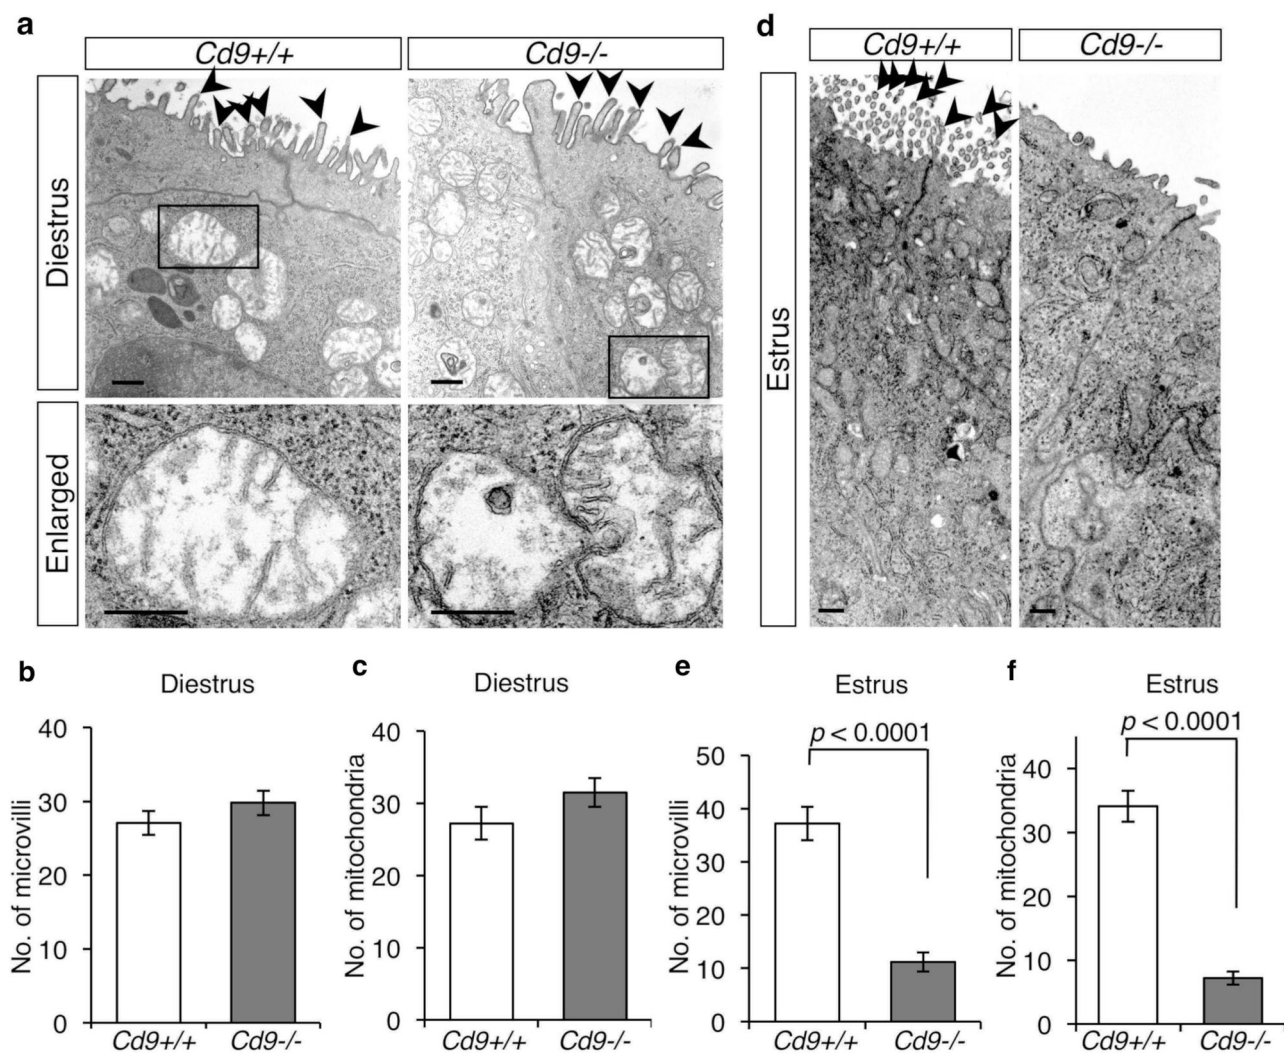 a
Cd9+/+
Cd9-/-
Diestrus
Enlarged
d
Cd9+/+
Cd9-/-
Estrus
b
Diestrus
No. of microvilli
40
30
20
10
0
Cd9+/+
Cd9-/-
c
Diestrus
No. of mitochondria
40
30
20
10
0
Cd9+/+
Cd9-/-
e
Estrus
p < 0.0001
No. of microvilli
50
40
30
20
10
0
Cd9+/+
Cd9-/-
f
Estrus
p < 0.0001
No. of mitochondria
40
30
20
10
0
Cd9+/+
Cd9-/-